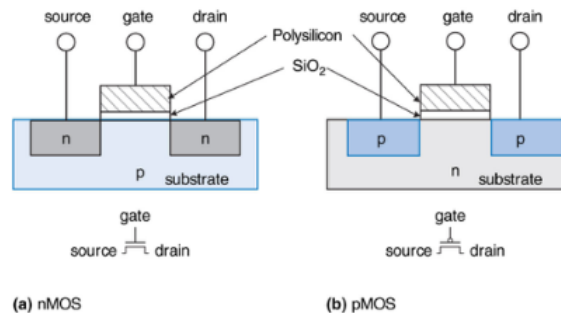 source gate drain source gate drain
Polysilicon
SiO₂
n n p p
p n
substrate substrate
gate gate
source drain source drain
(a) nMOS (b) pMOS